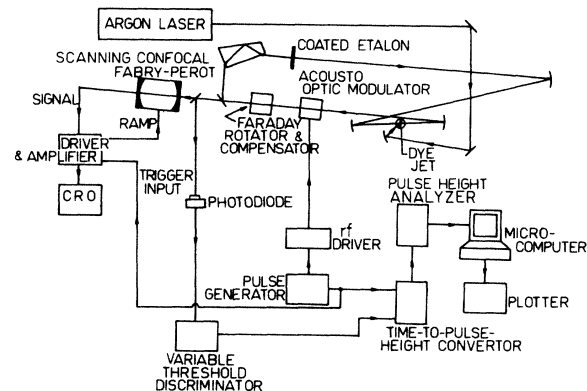 ARGON LASER
SCANNING CONFOCAL
FABRY-PEROT
COATED ETALON
ACOUSTO
OPTIC MODULATOR
SIGNAL
RAMP
FARADAY
ROTATOR &
COMPENSATOR
DRIVER
& AMPLIFIER
TRIGGER
INPUT
DYE
JET
PULSE HEIGHT
ANALYZER
CRO
PHOTODIODE
rf
DRIVER
MICRO-
COMPUTER
PULSE
GENERATOR
PLOTTER
TIME-TO-PULSE-
HEIGHT CONVERTOR
VARIABLE
THRESHOLD
DISCRIMINATOR